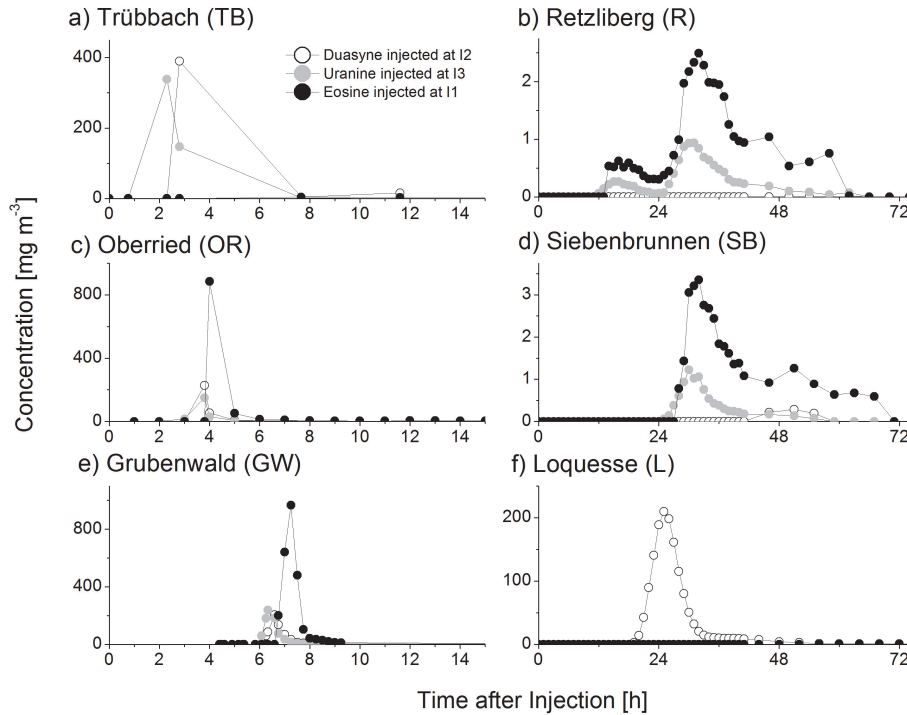 a) Trübbach (TB)
400
200
0
0 2 4 6 8 10 12 14
Duasyne injected at I2
Uranine injected at I3
Eosine injected at I1
b) Retzliberg (R)
2
1
0
0 24 48 72
c) Oberried (OR)
800
400
0
0 2 4 6 8 10 12 14
d) Siebenbrunnen (SB)
3
2
1
0
0 24 48 72
e) Grubenwald (GW)
800
400
0
0 2 4 6 8 10 12 14
f) Loquesse (L)
200
100
0
0 24 48 72
Concentration [mg m⁻³]
Time after Injection [h]